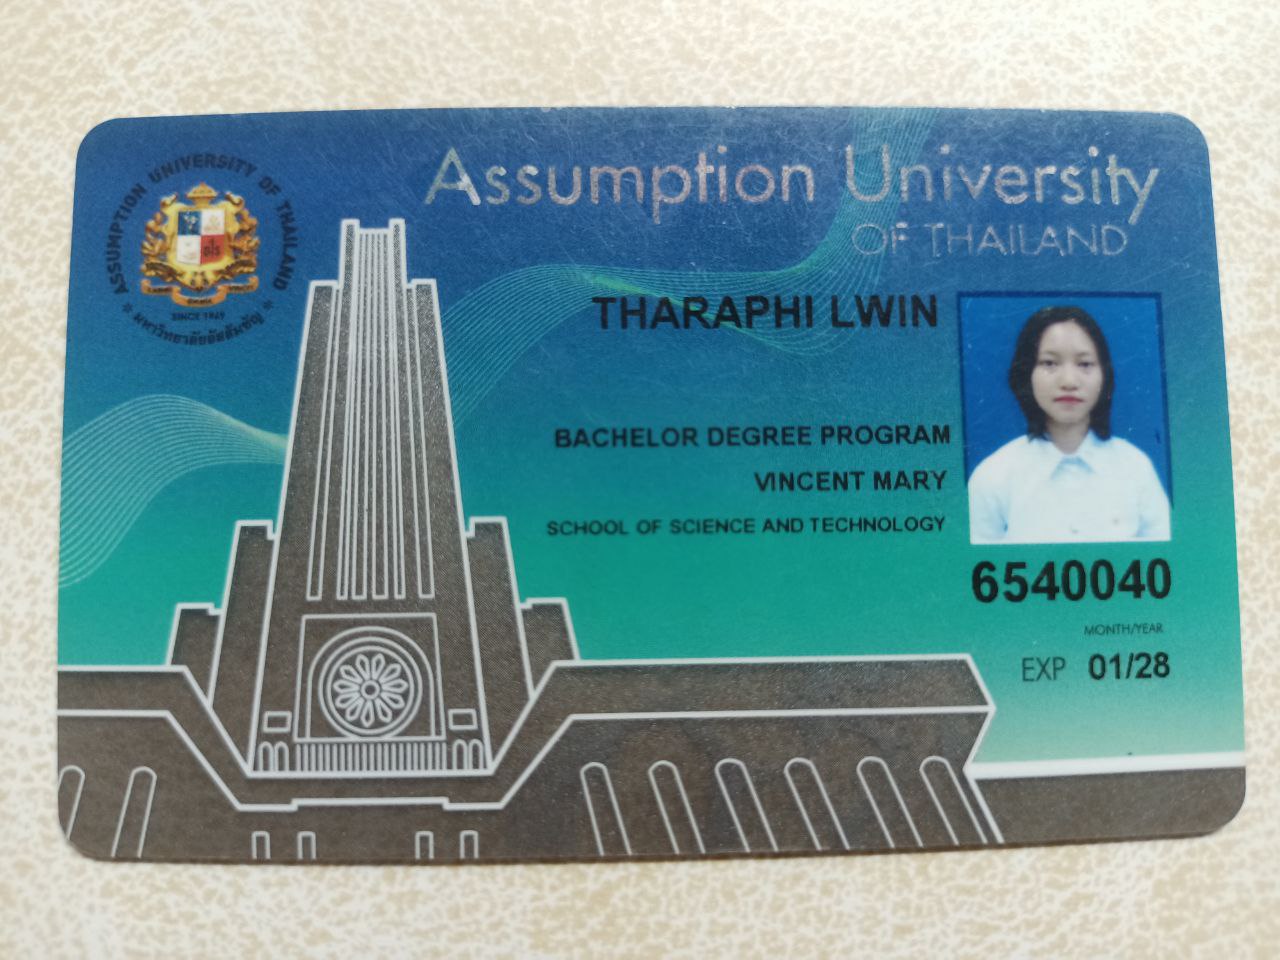 ASSUMPTION UNIVERSITY OF THAILAND
SINCE 1969
มหาวิทยาลัยอัสสัมชัญ
Assumption University
OF THAILAND
THARAPHI LWIN
BACHELOR DEGREE PROGRAM
VINCENT MARY
SCHOOL OF SCIENCE AND TECHNOLOGY
6540040
MONTH/YEAR
EXP 01/28